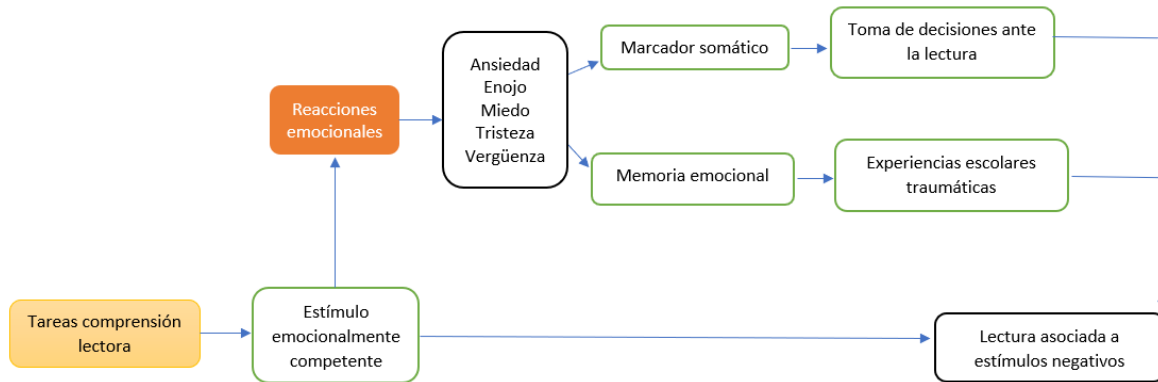 Marcador somático
Toma de decisiones ante
la lectura
Ansiedad
Enojo
Miedo
Tristeza
Vergüenza
Reacciones
emocionales
Memoria emocional
Experiencias escolares
traumáticas
Tareas comprensión
lectora
Estímulo
emocionalmente
competente
Lectura asociada a
estímulos negativos